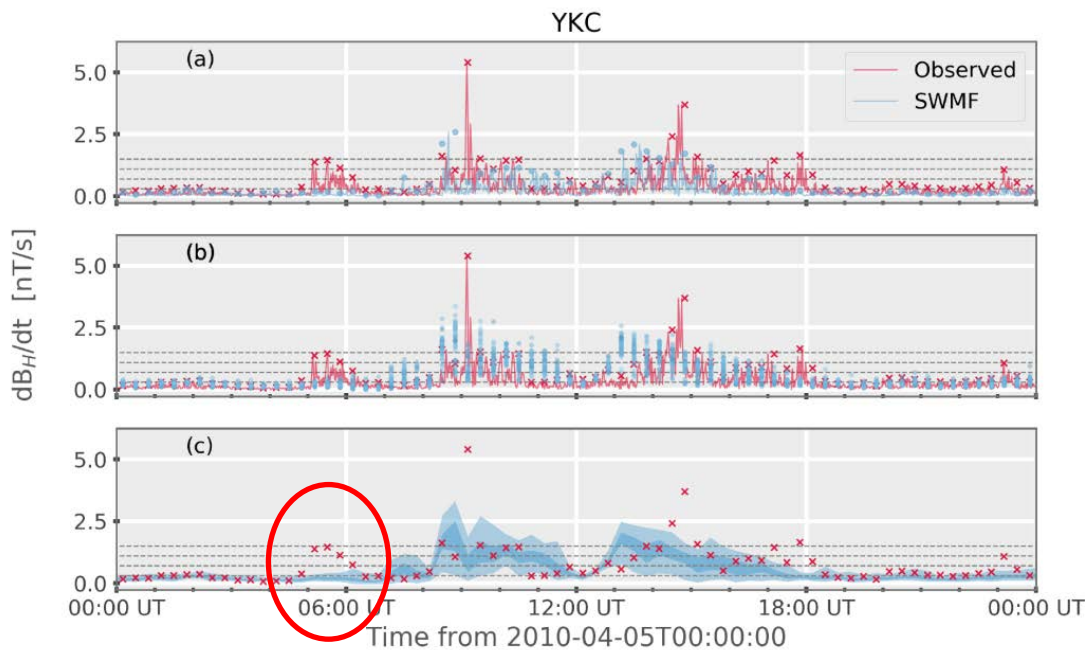 YKC
(a)
Observed
SWMF
5.0
2.5
0.0
(b)
5.0
2.5
0.0
dB_H/dt [nT/s]
(c)
5.0
2.5
0.0
00:00 UT 06:00 UT 12:00 UT 18:00 UT 00:00 UT
Time from 2010-04-05T00:00:00